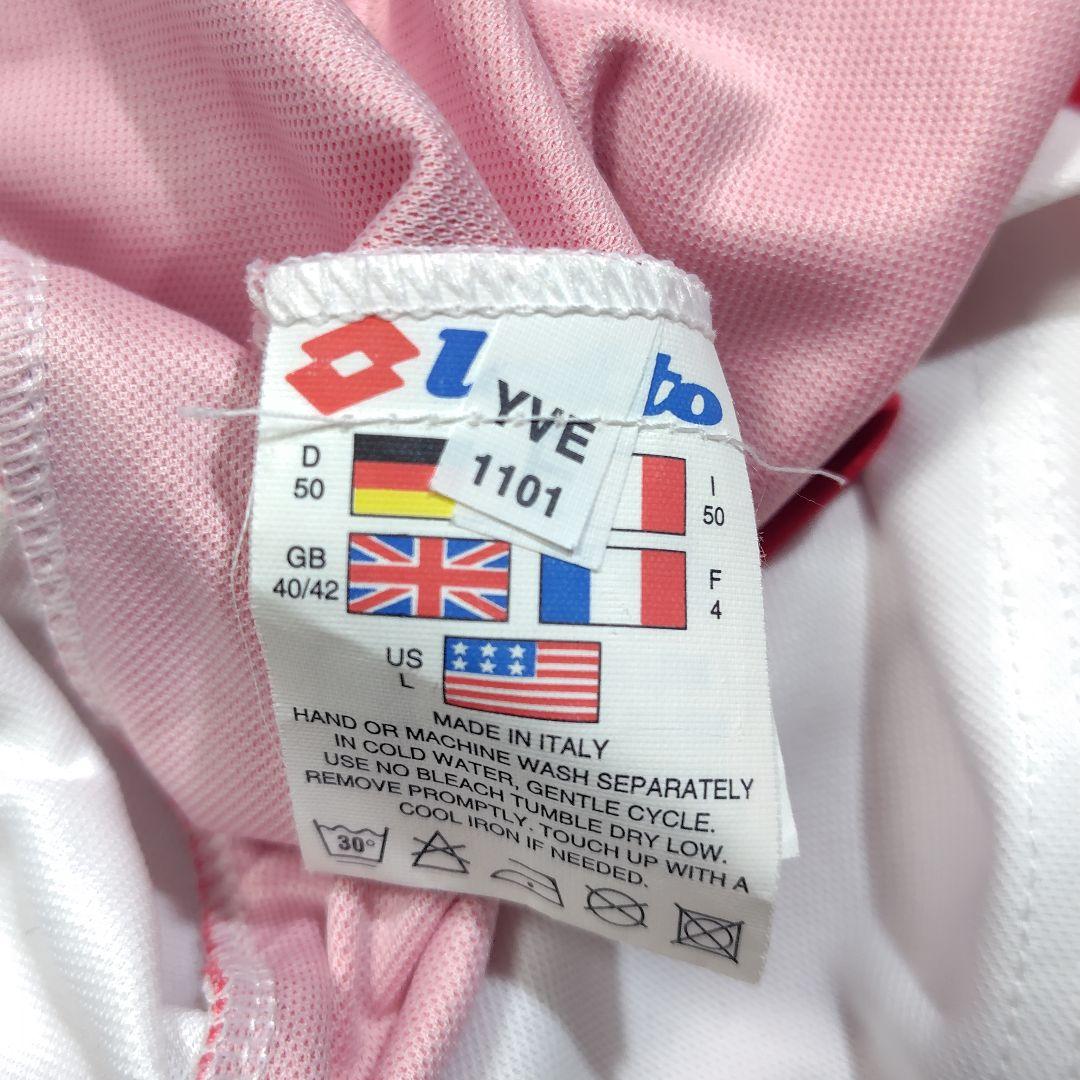 YVE
1101
D
50
I
50
GB
40/42
F
4
US
L
MADE IN ITALY
HAND OR MACHINE WASH SEPARATELY
IN COLD WATER, GENTLE CYCLE.
USE NO BLEACH TUMBLE DRY LOW.
REMOVE PROMPTLY. TOUCH UP WITH A
COOL IRON IF NEEDED.
30°